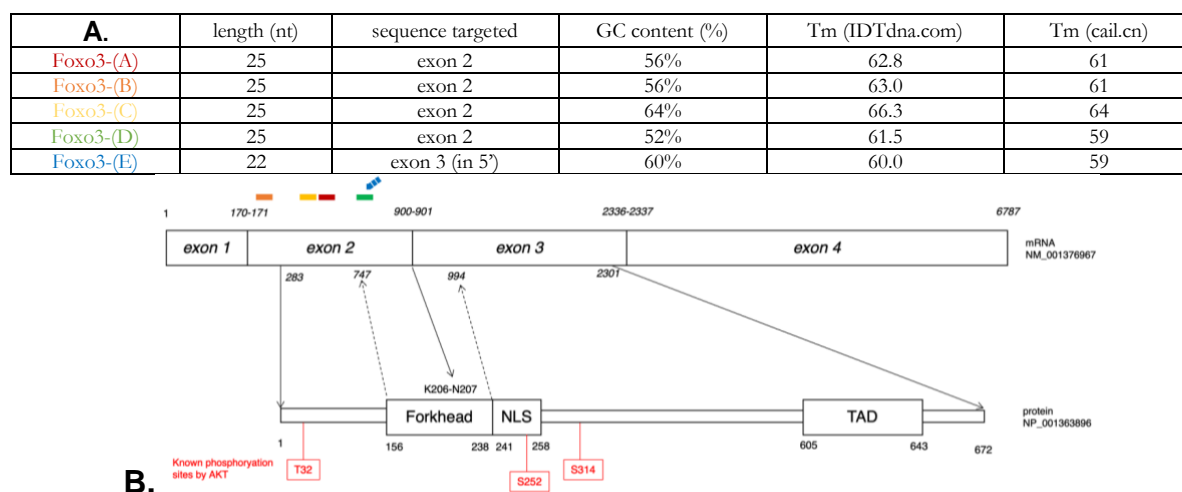 A. length (nt) sequence targeted GC content (%) Tm (IDTdna.com) Tm (cail.cn)
Foxo3-(A) 25 exon 2 56% 62.8 61
Foxo3-(B) 25 exon 2 56% 63.0 61
Foxo3-(C) 25 exon 2 64% 66.3 64
Foxo3-(D) 25 exon 2 52% 61.5 59
Foxo3-(E) 22 exon 3 (in 5’) 60% 60.0 59
1 170-171 900-901 2336-2337 6787
exon 1 exon 2 exon 3 exon 4
mRNA
NM_001376967
283 747 994 2301
K206-N207
Forkhead NLS TAD
protein
NP_001363896
1 156 238 241 258 605 643 672
Known phosphoryation
sites by AKT
T32 S252 S314
B.